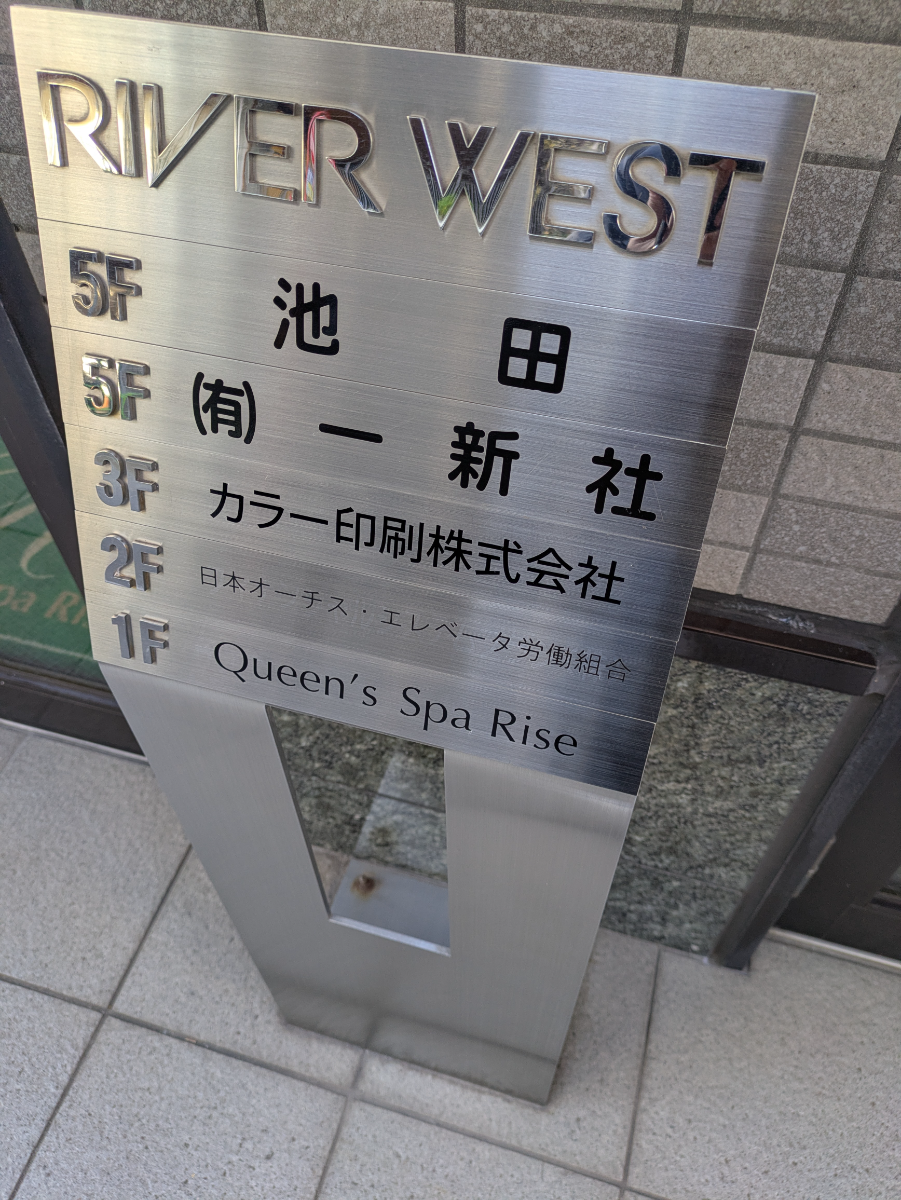 RIVER WEST
5F 池田
5F ㈲一新社
3F カラー印刷株式会社
2F 日本オーチス・エレベータ労働組合
1F Queen's Spa Rise